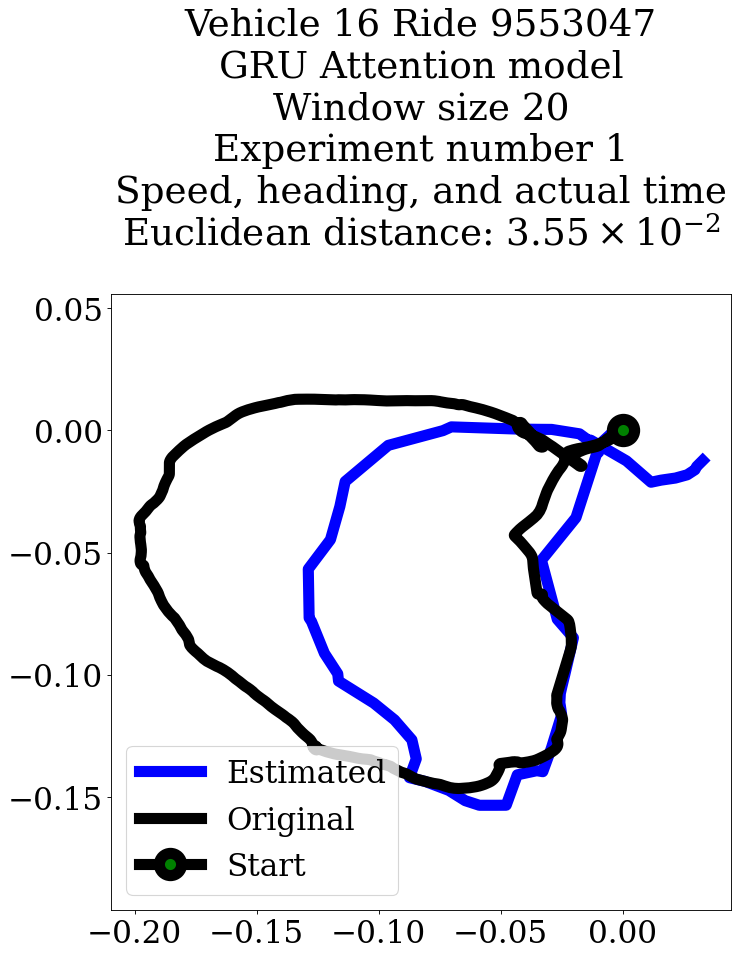 Vehicle 16 Ride 9553047
GRU Attention model
Window size 20
Experiment number 1
Speed, heading, and actual time
Euclidean distance: 3.55 × 10⁻²
0.05
0.00
−0.05
−0.10
−0.15
Estimated
Original
Start
−0.20 −0.15 −0.10 −0.05 0.00